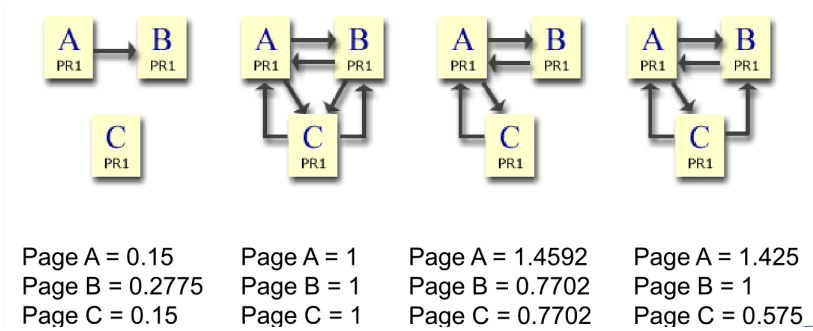 A
PR1
B
PR1
C
PR1
A
PR1
B
PR1
C
PR1
A
PR1
B
PR1
C
PR1
A
PR1
B
PR1
C
PR1
Page A = 0.15
Page B = 0.2775
Page C = 0.15
Page A = 1
Page B = 1
Page C = 1
Page A = 1.4592
Page B = 0.7702
Page C = 0.7702
Page A = 1.425
Page B = 1
Page C = 0.575